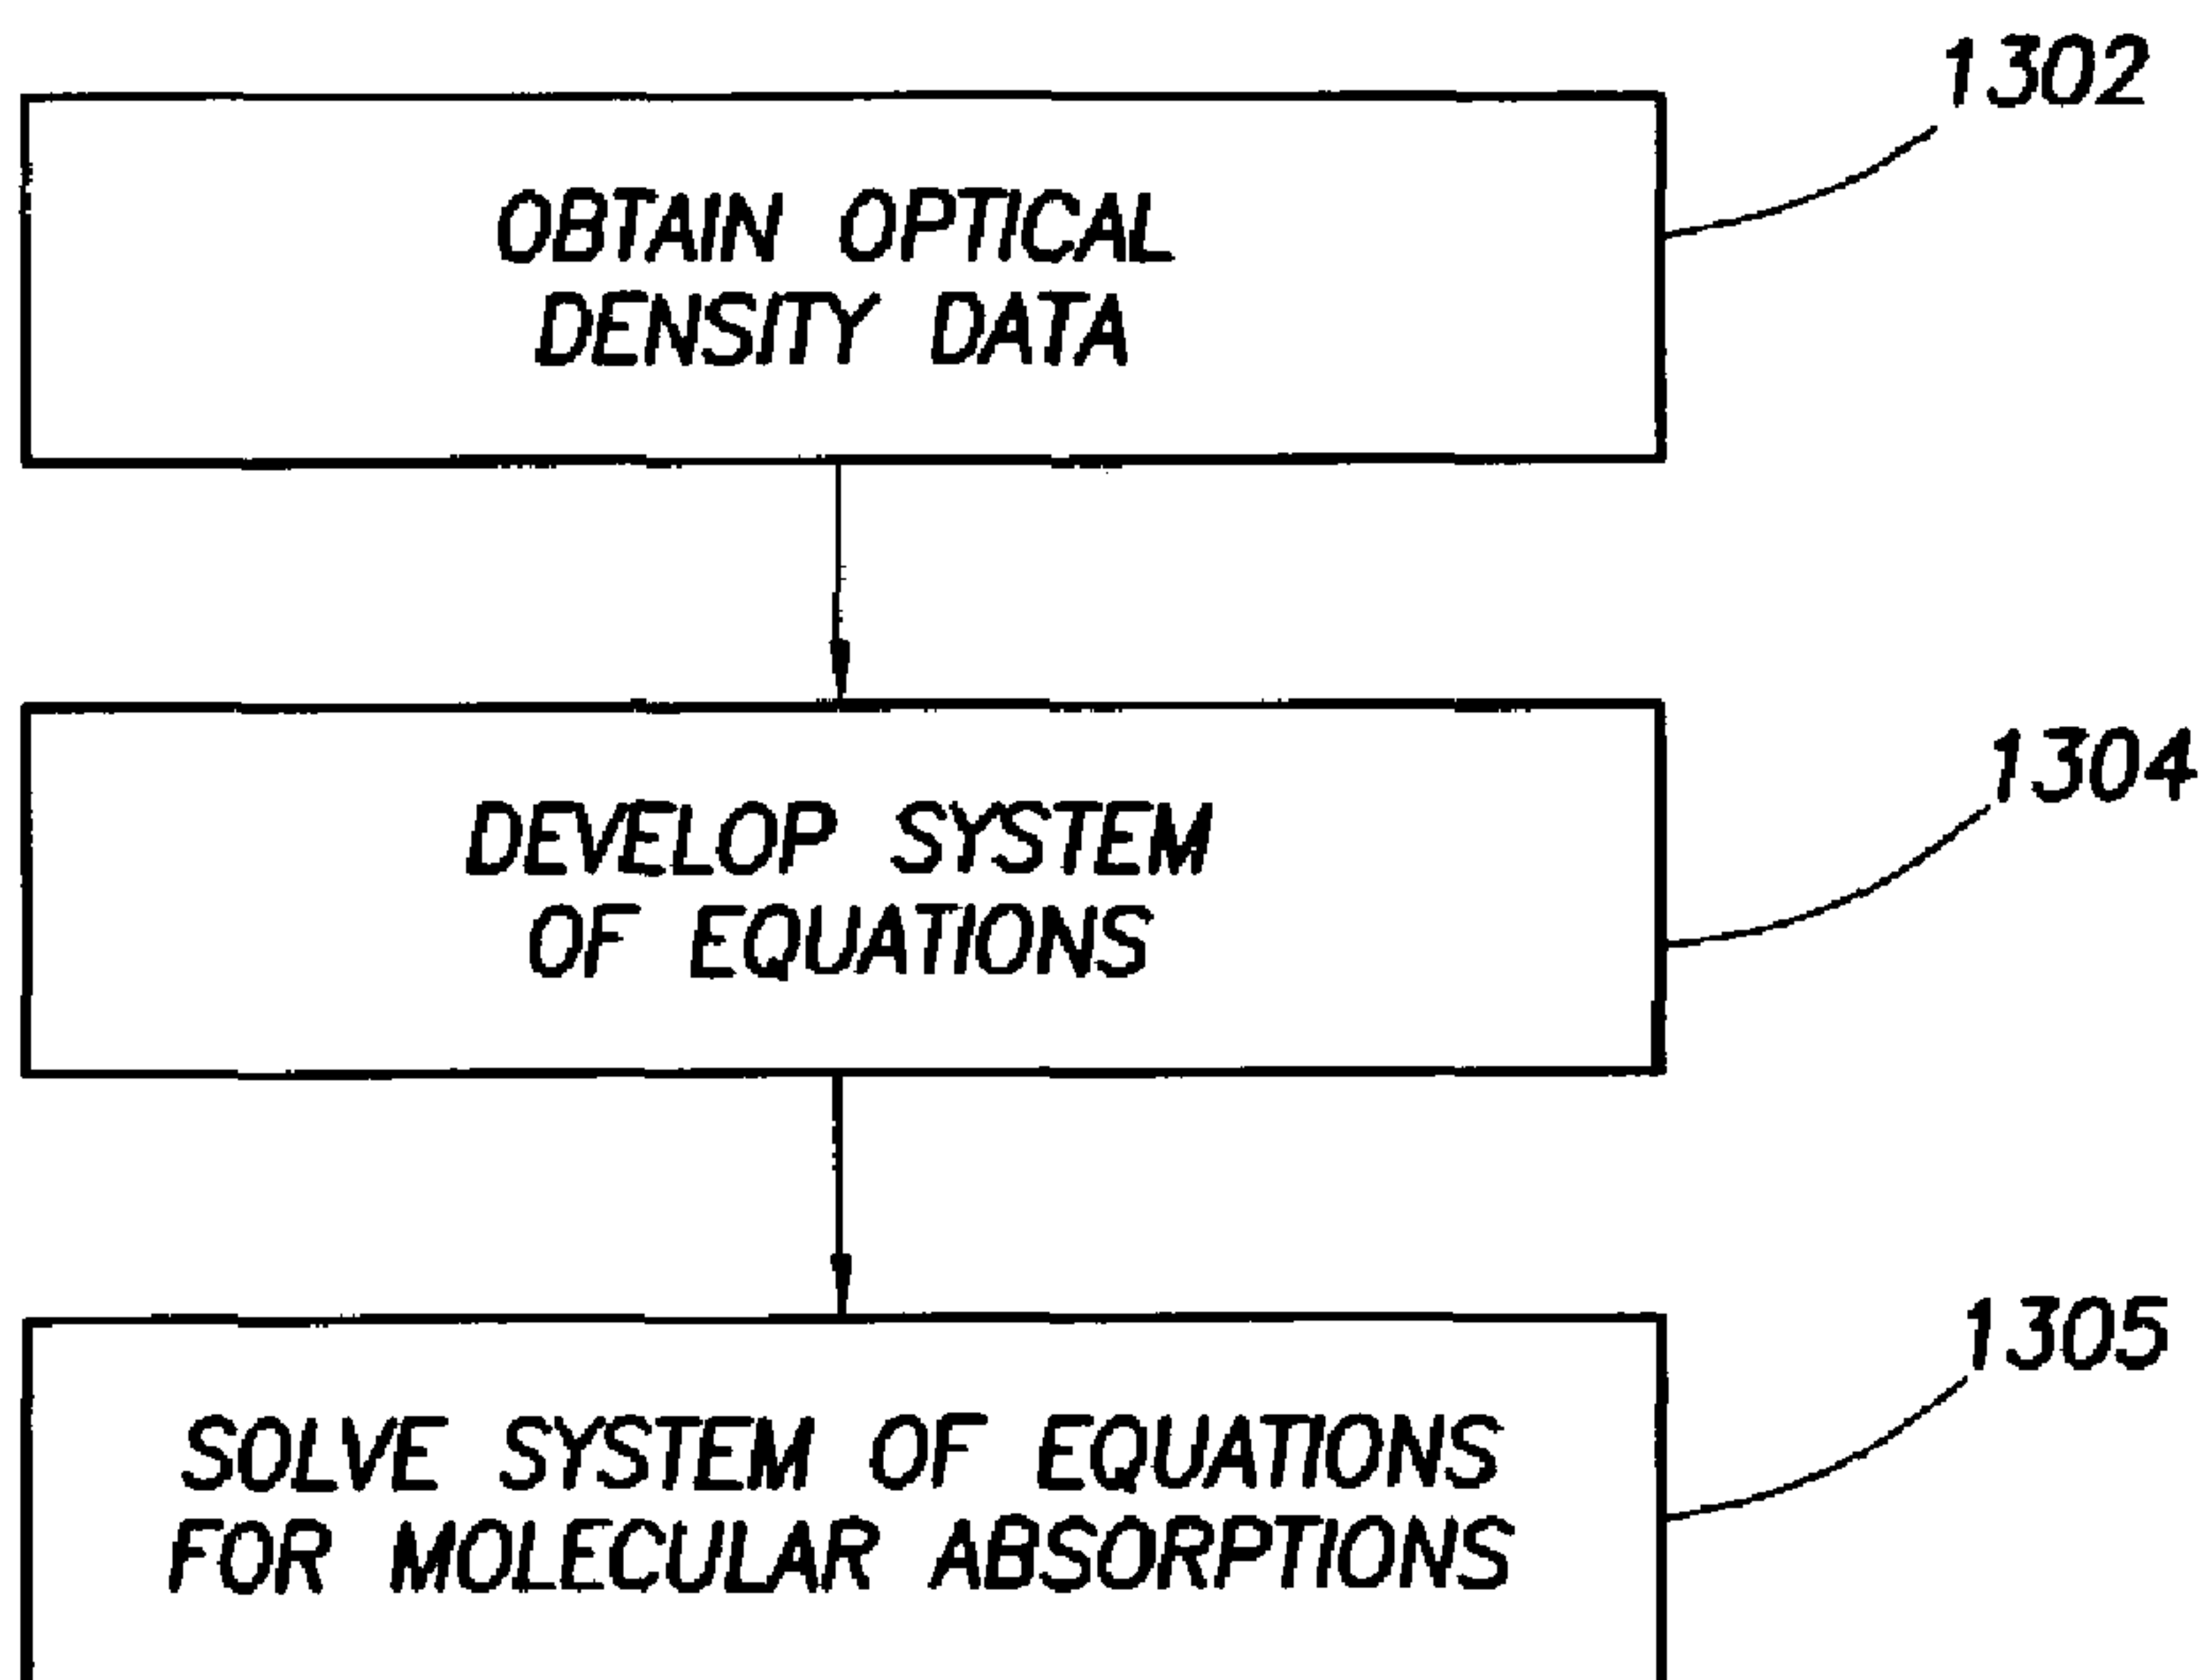 1302
OBTAIN OPTICAL
DENSITY DATA
1304
DEVELOP SYSTEM
OF EQUATIONS
1305
SOLVE SYSTEM OF EQUATIONS
FOR MOLECULAR ABSORPTIONS